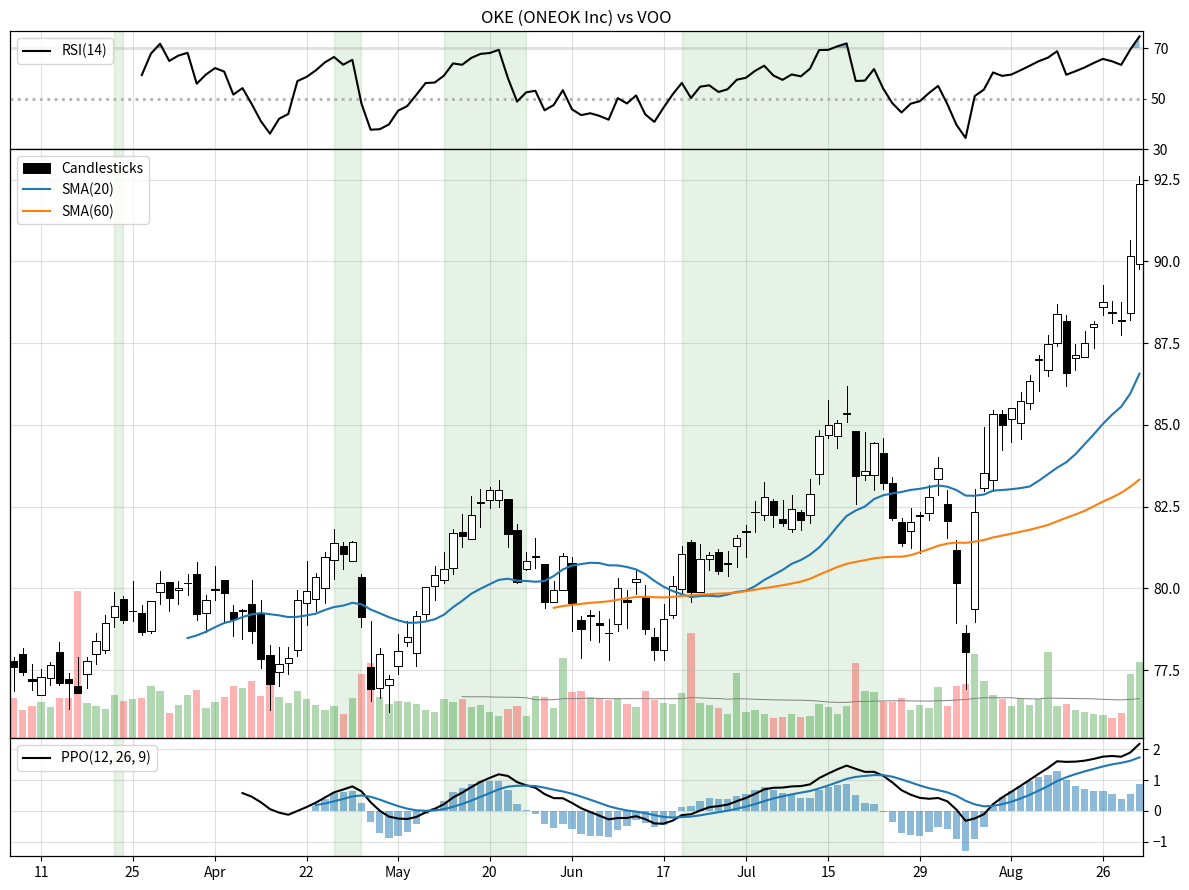 OKE (ONEOK Inc) vs VOO
RSI(14)
70
50
30
Candlesticks
SMA(20)
SMA(60)
92.5
90.0
87.5
85.0
82.5
80.0
77.5
PPO(12, 26, 9)
2
1
0
−1
11 25 Apr 22 May 20 Jun 17 Jul 15 29 Aug 26